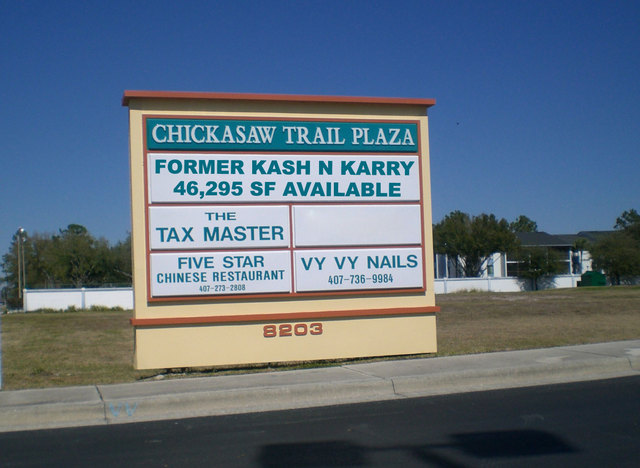 CHICKASAW TRAIL PLAZA
FORMER KASH N KARRY
46,295 SF AVAILABLE
THE
TAX MASTER
FIVE STAR
CHINESE RESTAURANT
407-273-2808
VY VY NAILS
407-736-9984
8203